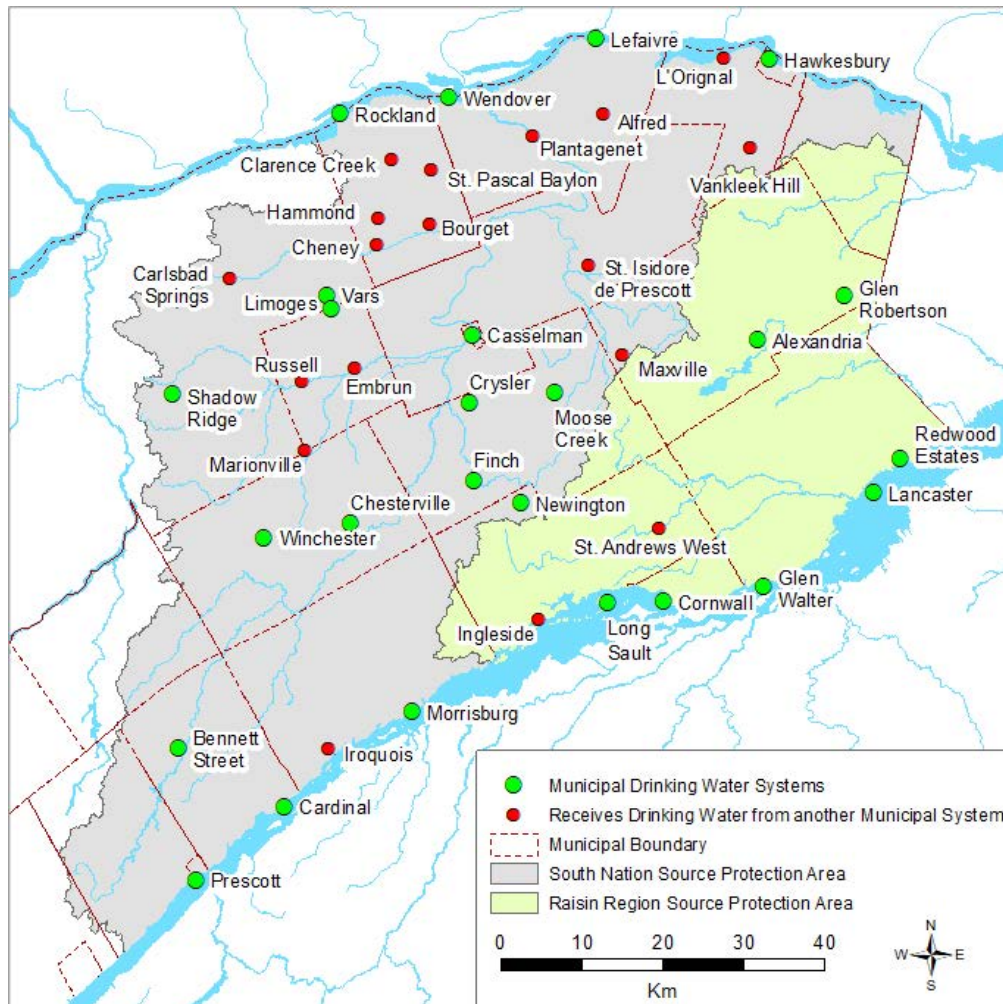 Lefaivre
L'Orignal
Hawkesbury
Wendover
Rockland
Alfred
Plantagenet
Clarence Creek
St. Pascal Baylon
Vankleek Hill
Hammond
Bourget
Cheney
St. Isidore
de Prescott
Carlsbad
Springs
Vars
Limoges
Glen
Robertson
Casselman
Alexandria
Maxville
Russell
Embrun
Crysler
Shadow
Ridge
Moose
Creek
Redwood
Estates
Marionville
Finch
Lancaster
Chesterville
Newington
Winchester
St. Andrews West
Glen
Walter
Cornwall
Ingleside
Long
Sault
Morrisburg
Bennett
Street
Iroquois
Cardinal
Prescott
Municipal Drinking Water Systems
Receives Drinking Water from another Municipal System
Municipal Boundary
South Nation Source Protection Area
Raisin Region Source Protection Area
0 10 20 30 40
Km
N
W E
S